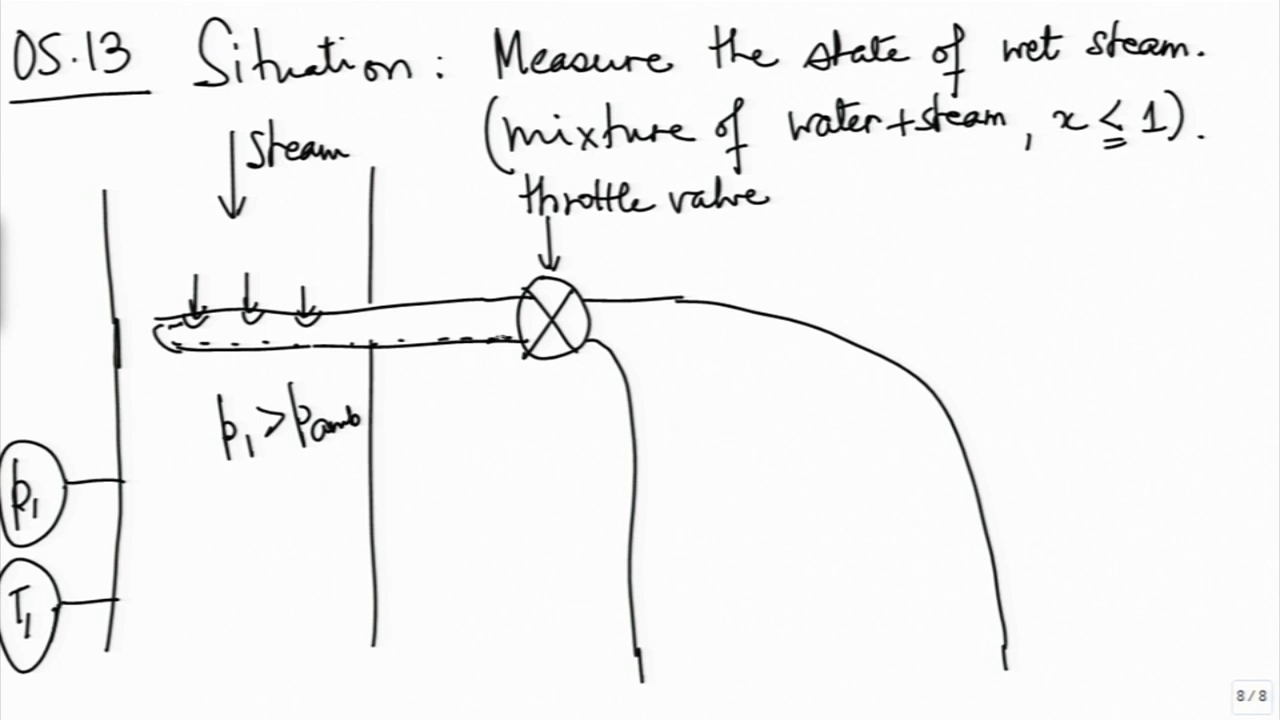 05.13 Situation: Measure the state of wet steam.
(mixture of water+steam, x ≤ 1).
steam
throttle valve
p₁ > pamb
p₁
T₁
8/8